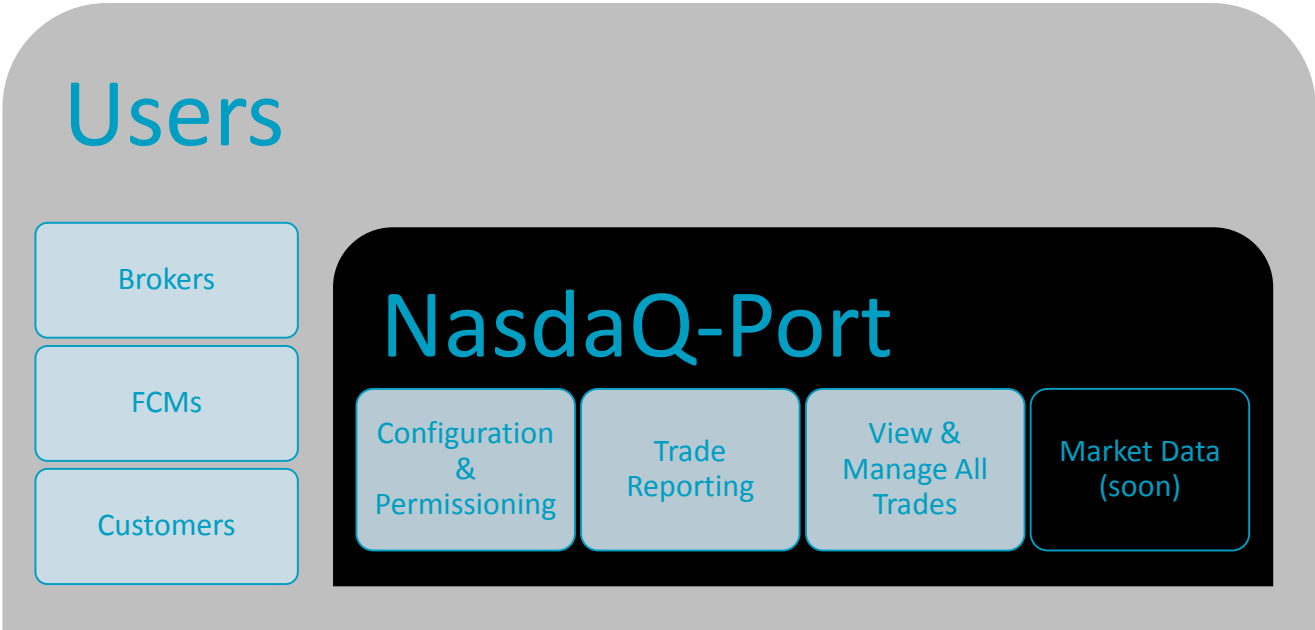 Users
Brokers
FCMs
Customers
NasdaQ-Port
Configuration
&
Permissioning
Trade
Reporting
View &
Manage All
Trades
Market Data
(soon)